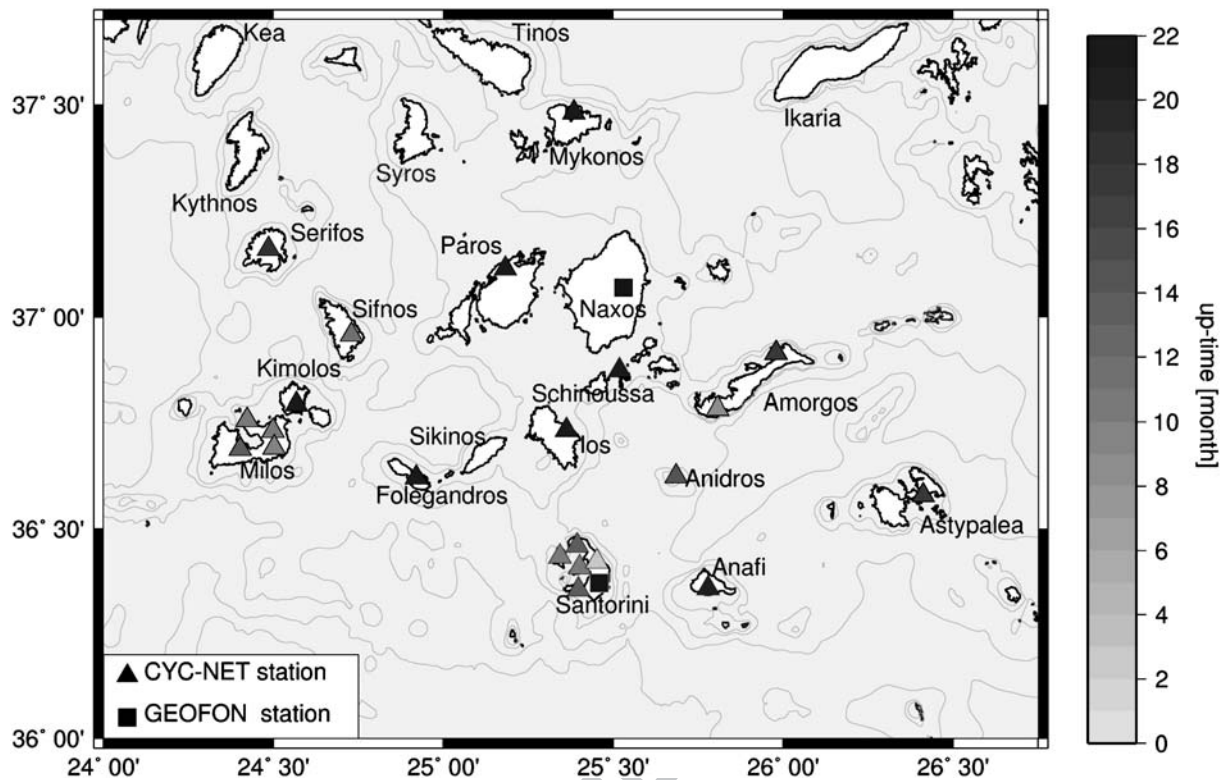 Kea
Tinos
Ikaria
Mykonos
Syros
Kythnos
Serifos
Paros
Naxos
Sifnos
Kimolos
Schinoussa
Amorgos
Milos
Sikinos
Ios
Folegandros
Anidros
Astypalea
Santorini
Anafi
CYC-NET station
GEOFON station
37° 30'
37° 00'
36° 30'
36° 00'
24° 00'
24° 30'
25° 00'
25° 30'
26° 00'
26° 30'
22
20
18
16
14
12
10
8
6
4
2
0
up-time [month]